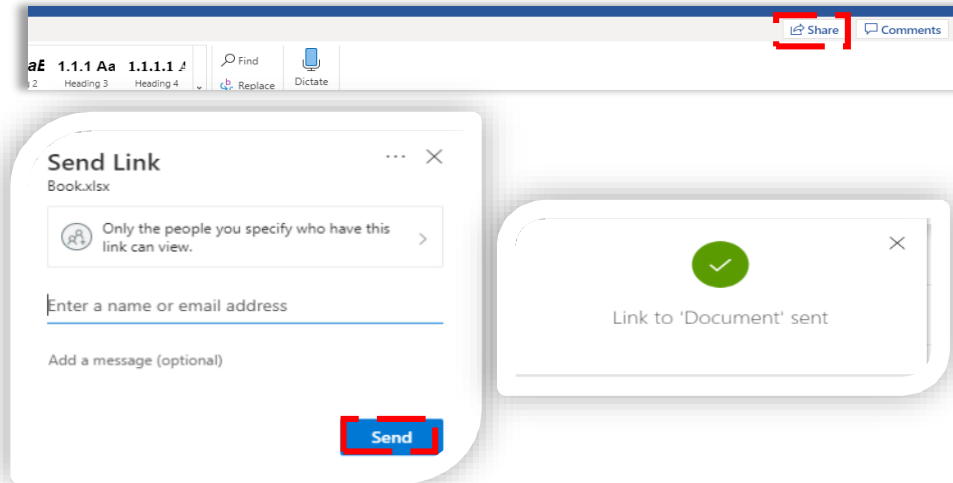 Share Comments
aE 1.1.1 Aa 1.1.1.1 A Find
2 Heading 3 Heading 4 Replace Dictate
Send Link
Book.xlsx
Only the people you specify who have this
link can view.
Enter a name or email address
Add a message (optional)
Send
Link to 'Document' sent